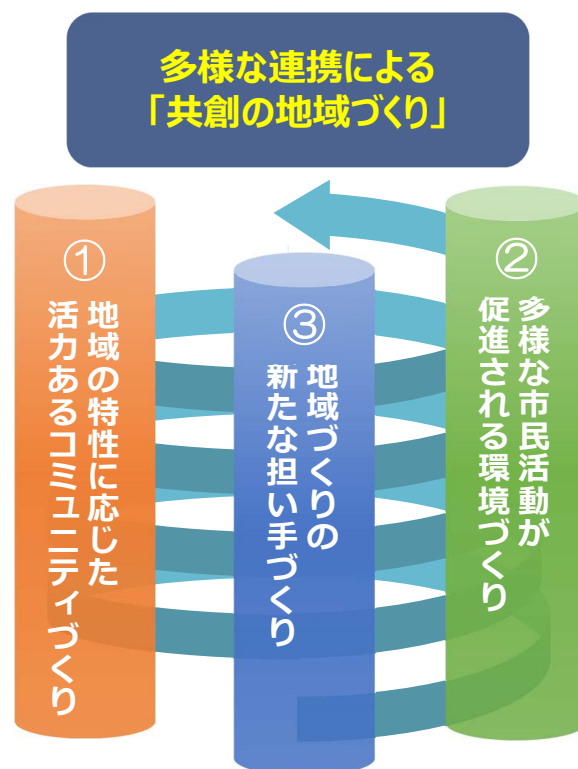 多様な連携による
「共創の地域づくり」
①
地域の特性に応じた
活力あるコミュニティづくり
②
多様な市民活動が
促進される環境づくり
③
地域づくりの
新たな担い手づくり